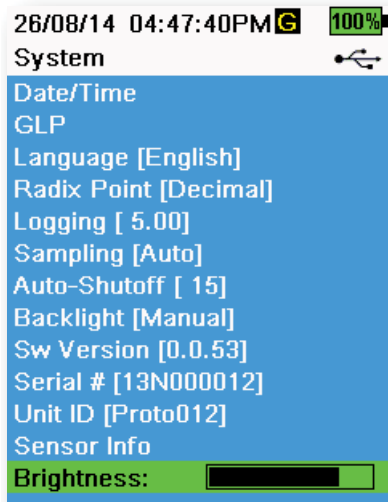 26/08/14 04:47:40PM G 100%
System
Date/Time
GLP
Language [English]
Radix Point [Decimal]
Logging [ 5.00]
Sampling [Auto]
Auto-Shutoff [ 15]
Backlight [Manual]
Sw Version [0.0.53]
Serial # [13N000012]
Unit ID [Proto012]
Sensor Info
Brightness: